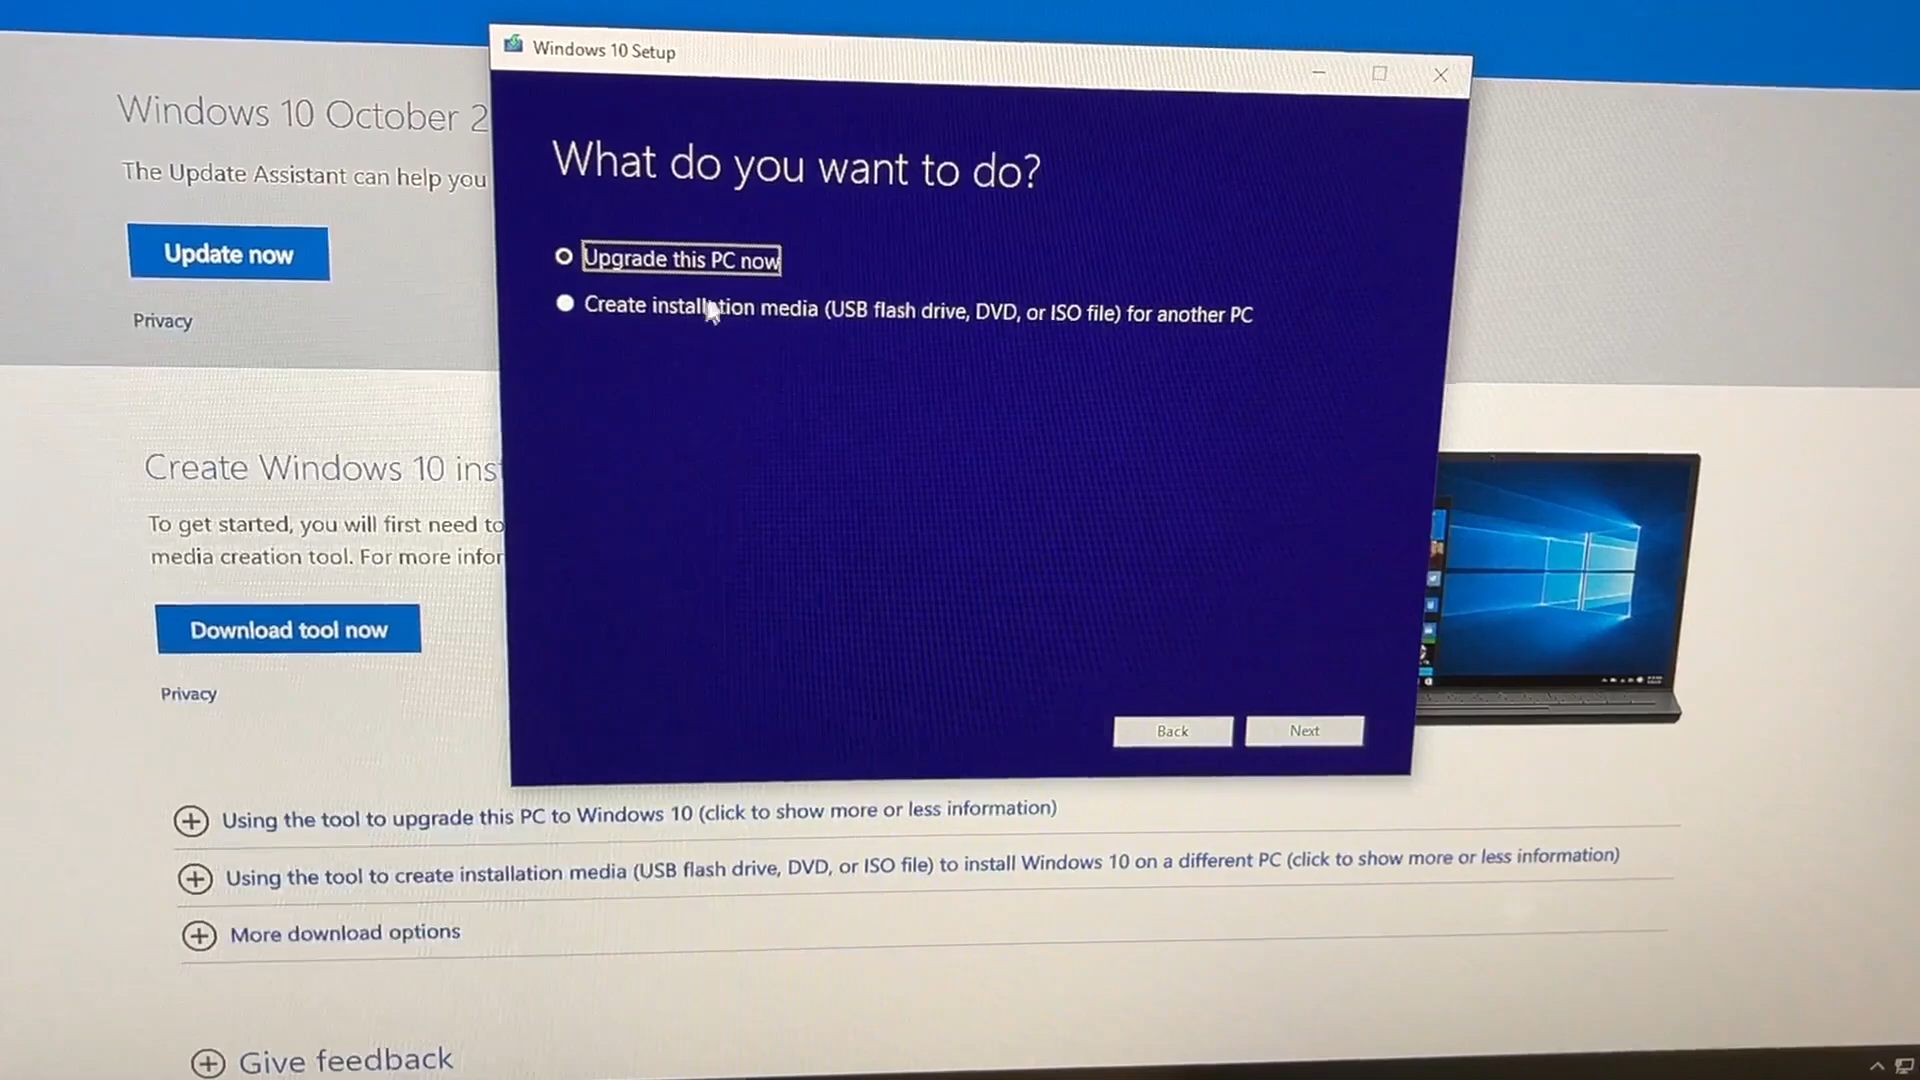 Windows 10 Setup
What do you want to do?
Upgrade this PC now
Create installation media (USB flash drive, DVD, or ISO file) for another PC
Back
Next
Windows 10 October 2
The Update Assistant can help you
Update now
Privacy
Create Windows 10 ins
To get started, you will first need to
media creation tool. For more infor
Download tool now
Privacy
Using the tool to upgrade this PC to Windows 10 (click to show more or less information)
Using the tool to create installation media (USB flash drive, DVD, or ISO file) to install Windows 10 on a different PC (click to show more or less information)
More download options
Give feedback